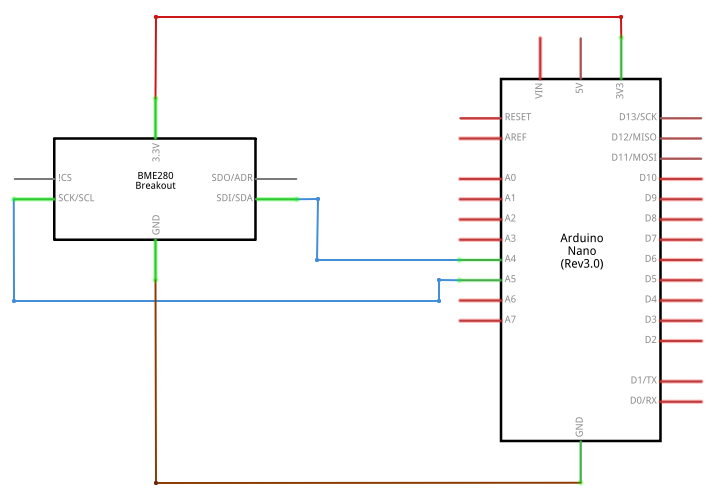 3.3V
BME280
Breakout
!CS
SDO/ADR
SCK/SCL
SDI/SDA
GND
VIN
5V
3V3
RESET
D13/SCK
AREF
D12/MISO
D11/MOSI
A0
D10
A1
D9
A2
D8
A3
D7
Arduino
Nano
(Rev3.0)
A4
D6
A5
D5
A6
D4
A7
D3
D2
D1/TX
D0/RX
GND